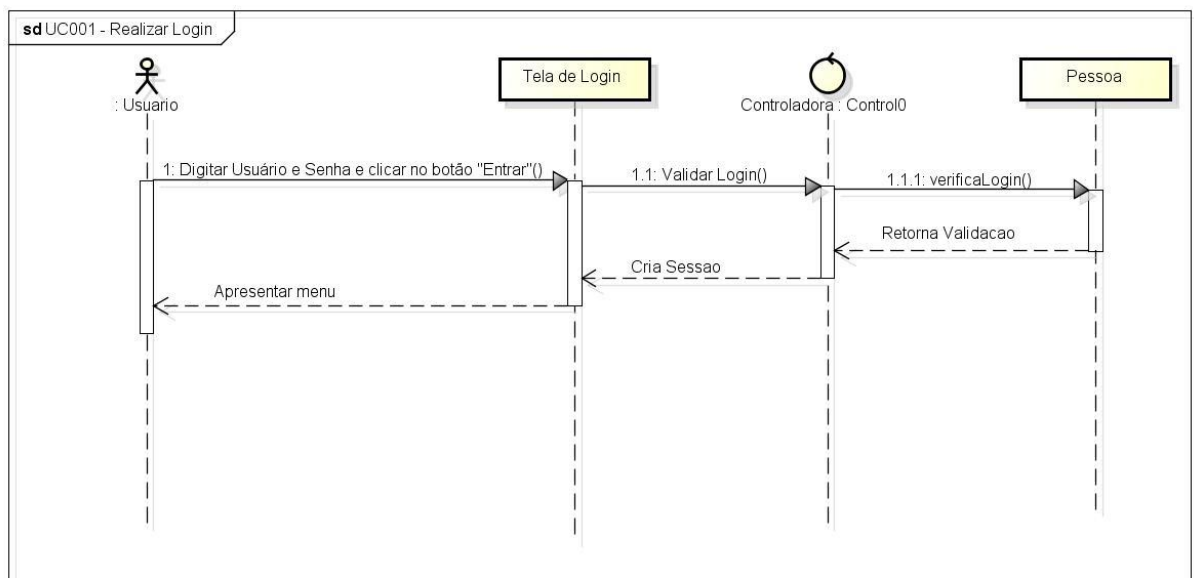 sd UC001 - Realizar Login
: Usuario
Tela de Login
Controladora : Control0
Pessoa
1: Digitar Usuário e Senha e clicar no botão "Entrar"()
1.1: Validar Login()
1.1.1: verificaLogin()
Retorna Validacao
Cria Sessao
Apresentar menu